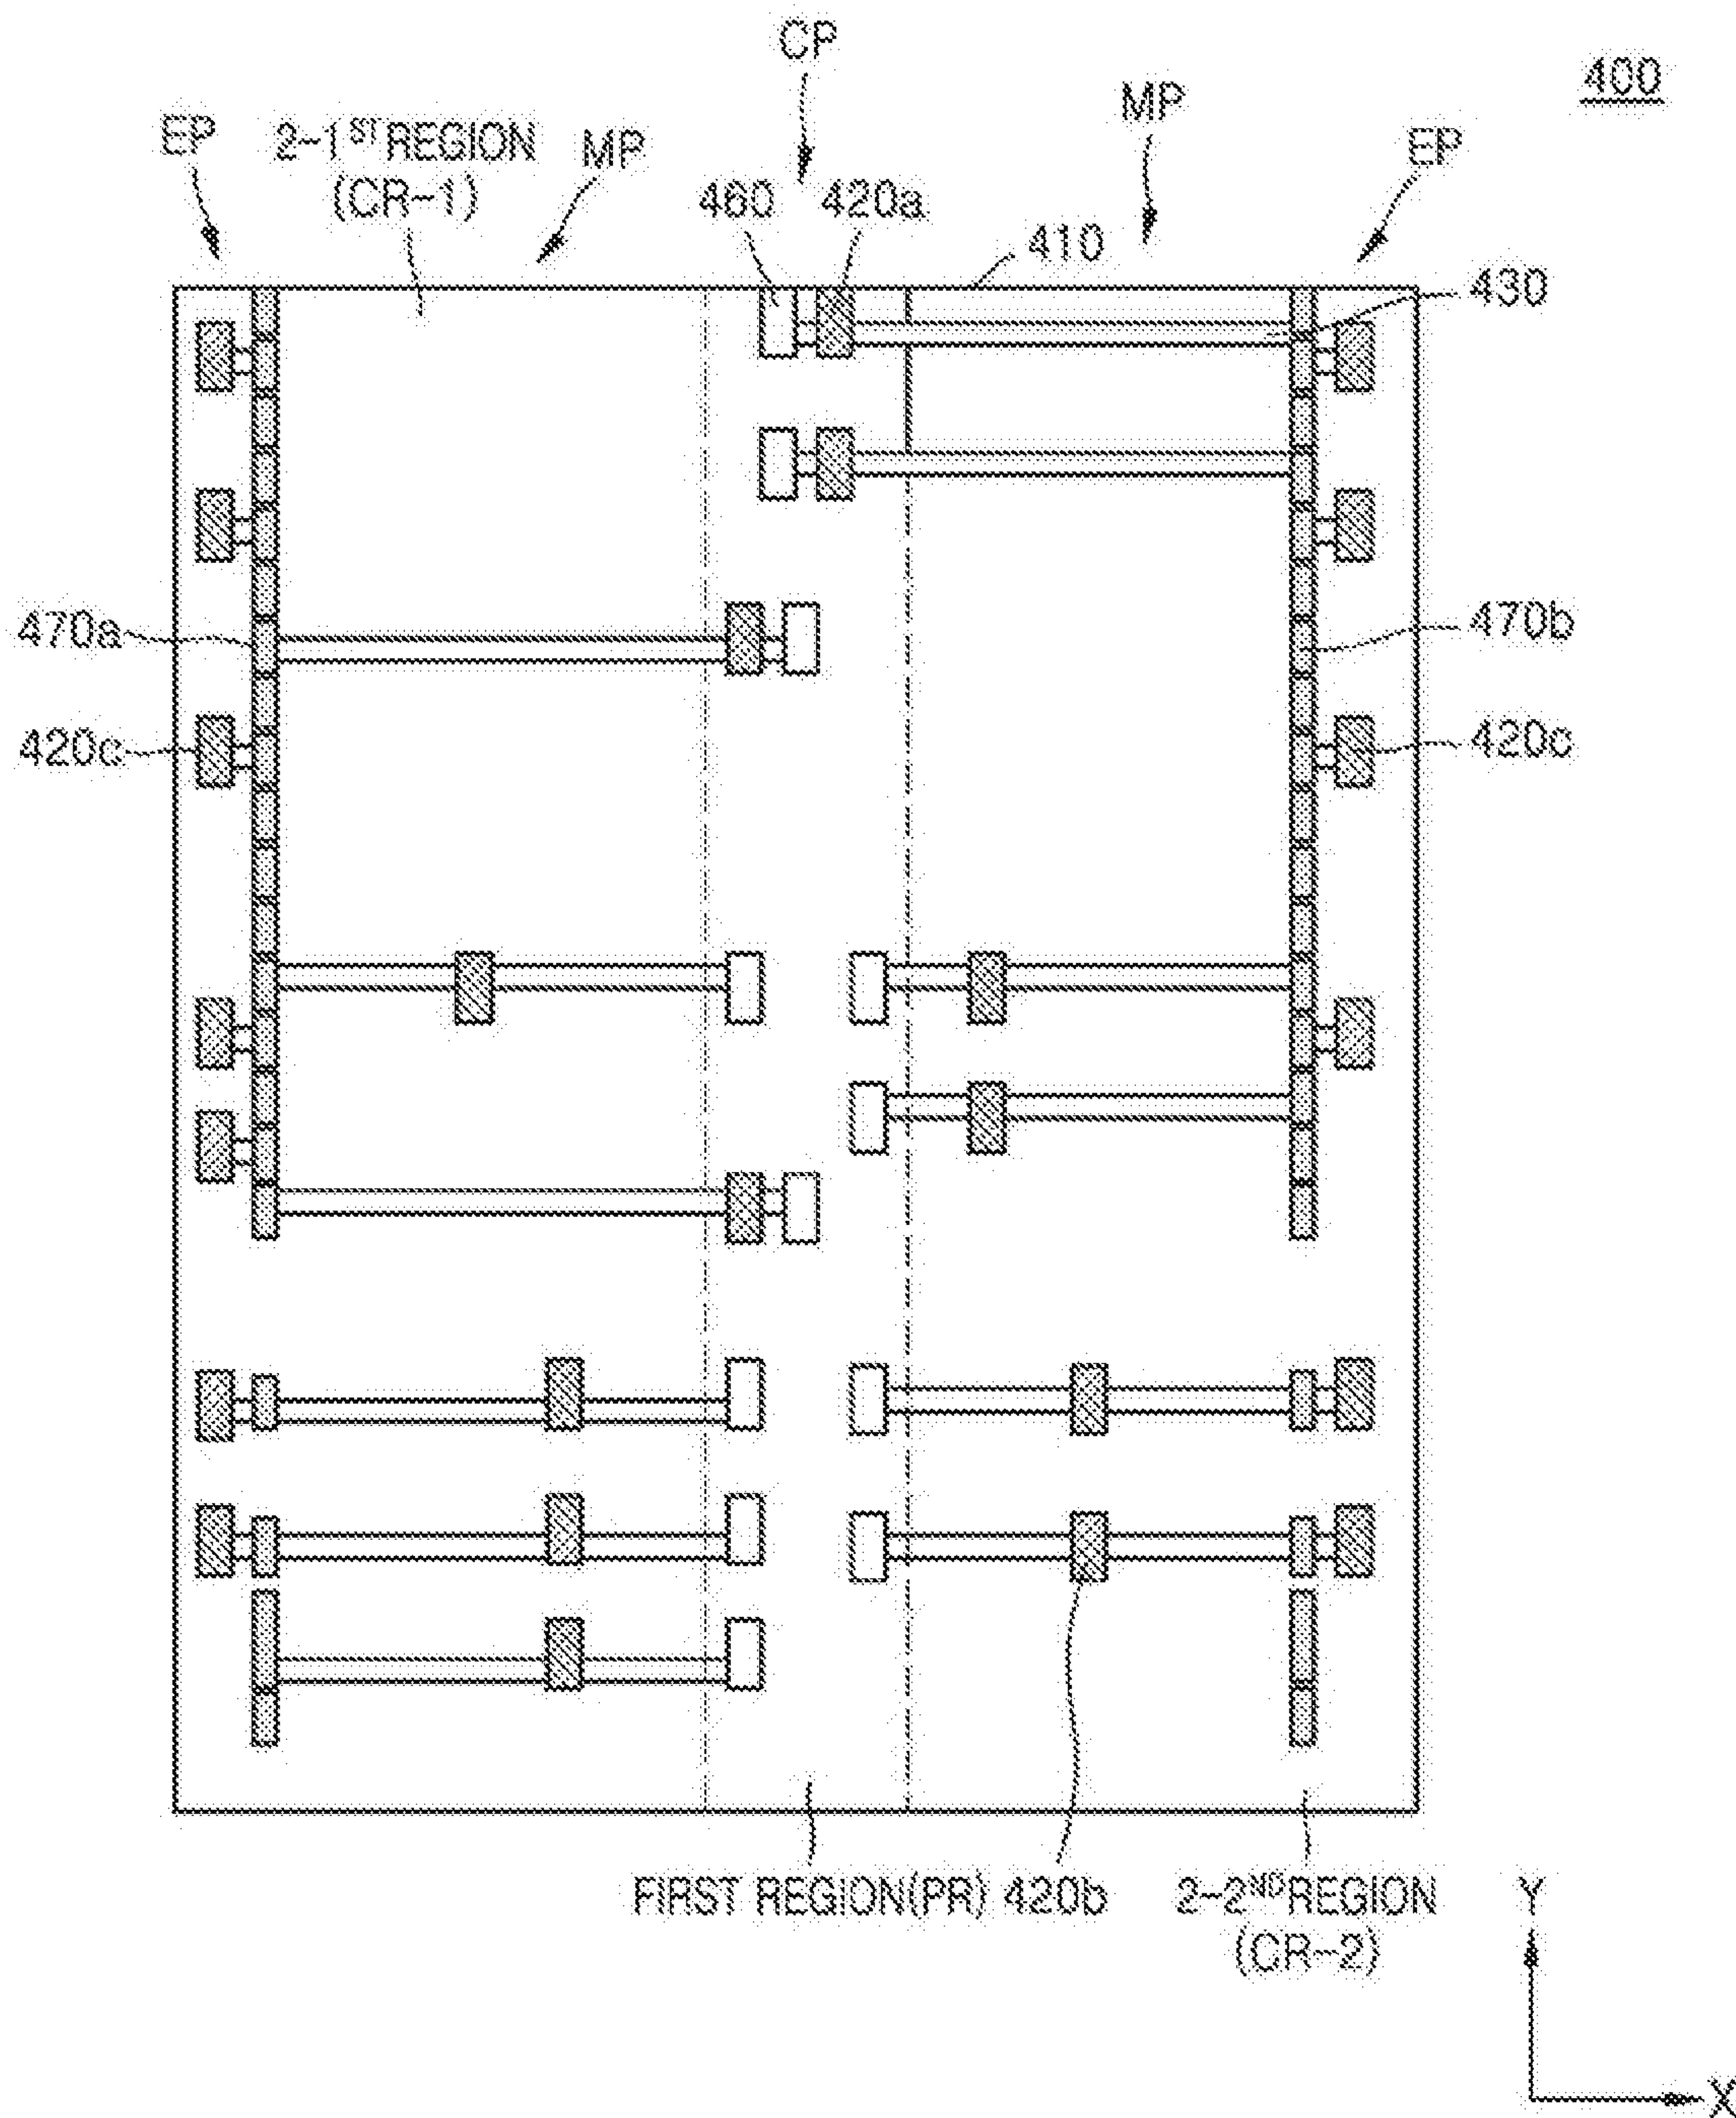 CP
400
MP
EP
2-1ST REGION
(CR-1)
MP
EP
460
420a
410
430
470a
470b
420c
420c
FIRST REGION(PR)
420b
2-2ND REGION
(CR-2)
Y
X